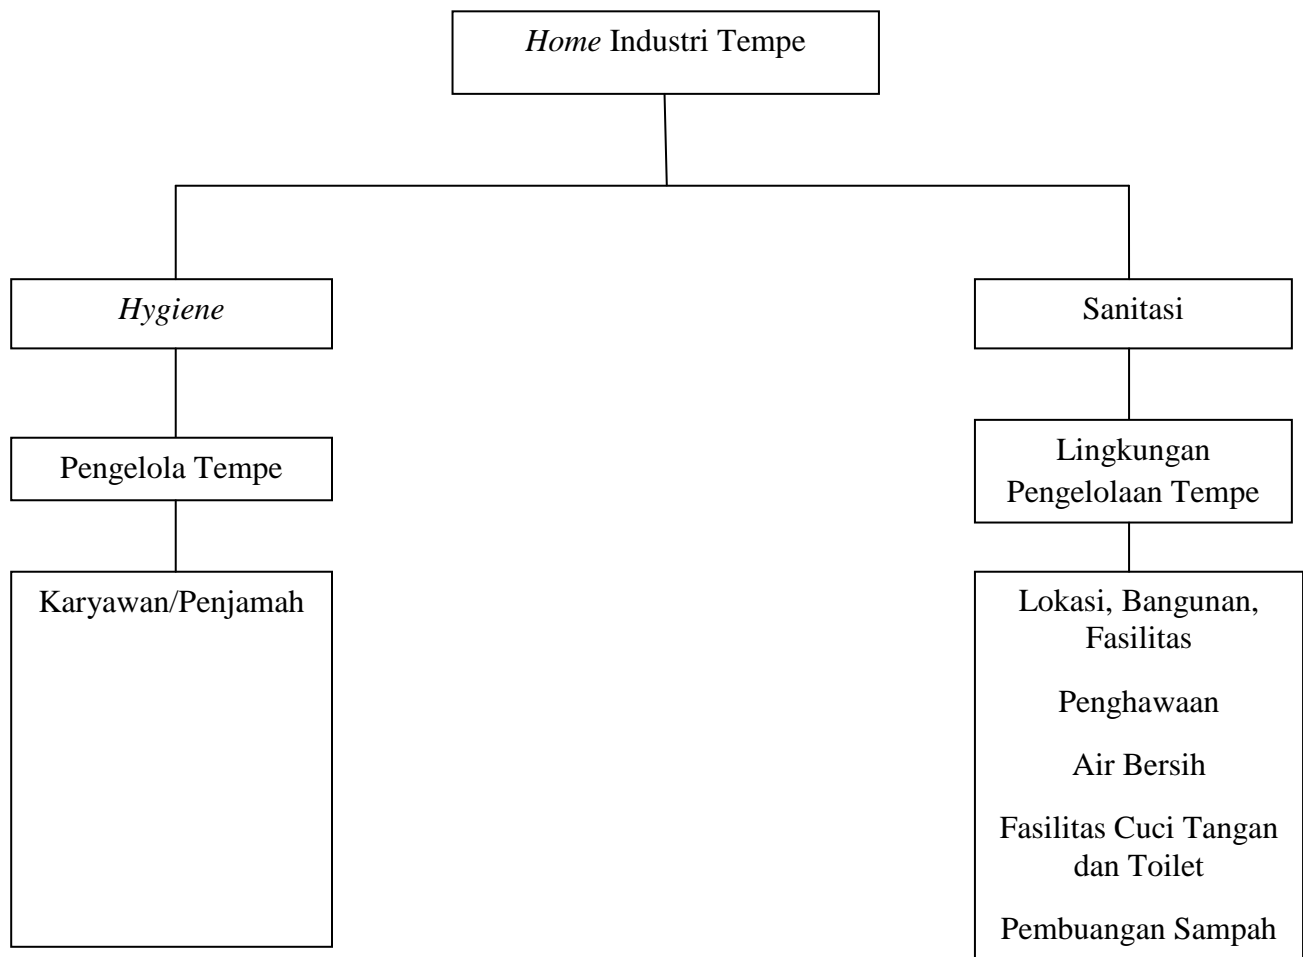 Home Industri Tempe
Hygiene
Sanitasi
Pengelola Tempe
Lingkungan
Pengelolaan Tempe
Karyawan/Penjamah
Lokasi, Bangunan,
Fasilitas
Penghawaan
Air Bersih
Fasilitas Cuci Tangan
dan Toilet
Pembuangan Sampah